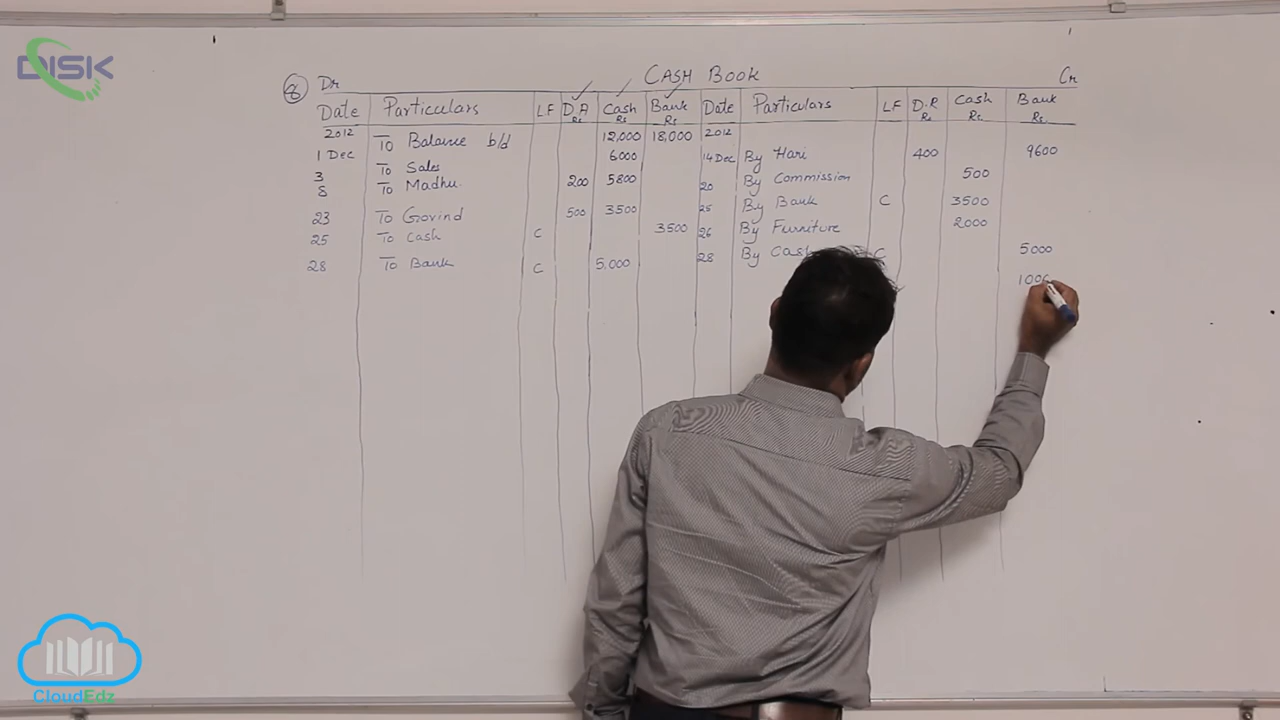 DISK
8 Dr CASH BOOK Cr
Date Particulars LF D.A Rs Cash Rs Bank Rs Date Particulars LF D.R Rs Cash Rs. Bank Rs.
2012 To Balance b/d 12,000 18,000 2012
1 Dec 6000 14 Dec By Hari 400 9600
3 To Sales
8 To Madhu 200 5800 20 By Commission 500
25 By Bank C 3500
23 To Govind 500 3500
25 To Cash C 3500 26 By Furniture 2000
28 To Bank C 5.000 28 By Cash C 5000
CloudEdz